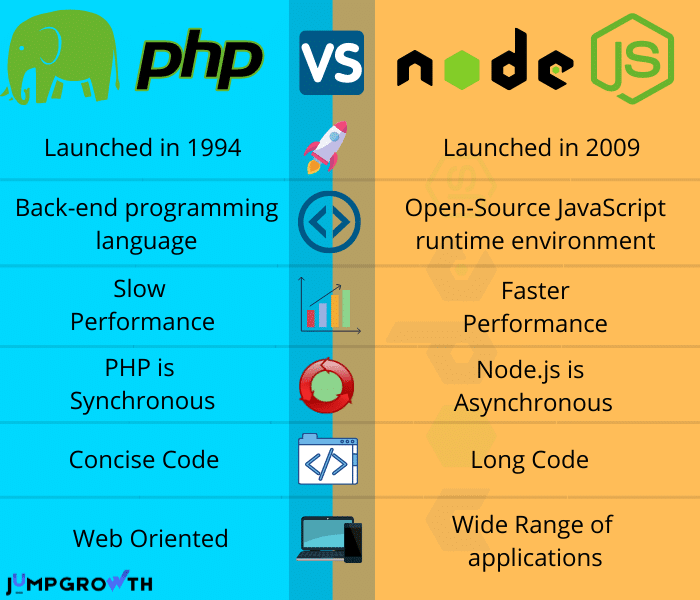 php
VS
node
JS
Launched in 1994
Launched in 2009
Back-end programming
language
Open-Source JavaScript
runtime environment
Slow
Performance
Faster
Performance
PHP is
Synchronous
Node.js is
Asynchronous
Concise Code
Long Code
Web Oriented
Wide Range of
applications
JUMPGROWTH